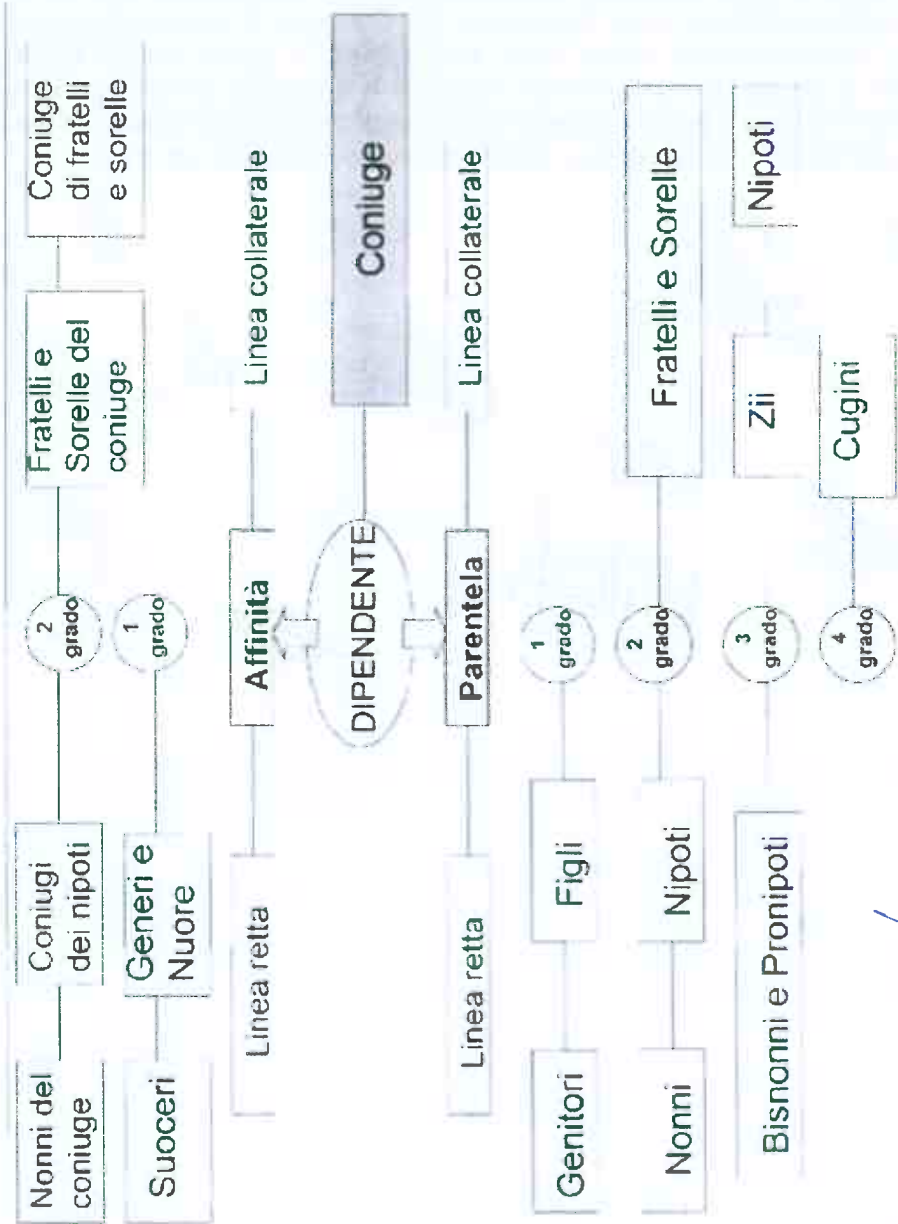 Nonni del
coniuge
Coniugi
dei nipoti
2
grado
Fratelli e
Sorelle del
coniuge
Coniuge
di fratelli
e sorelle
Suoceri
Generi e
Nuore
1
grado
Linea retta
Affinità
Linea collaterale
DIPENDENTE
Coniuge
Linea retta
Parentela
Linea collaterale
Genitori
Figli
1
grado
Nonni
Nipoti
2
grado
Fratelli e Sorelle
Bisnonni e Pronipoti
3
grado
Zii
Nipoti
4
grado
Cugini